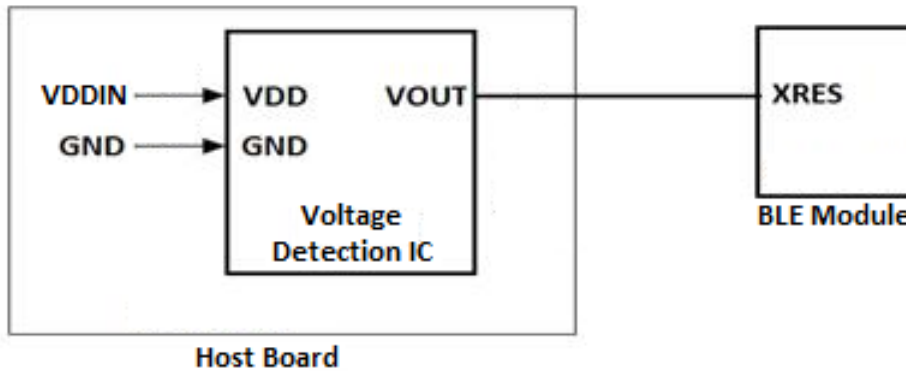 VDDIN
VDD
VOUT
XRES
GND
GND
Voltage
Detection IC
BLE Module
Host Board